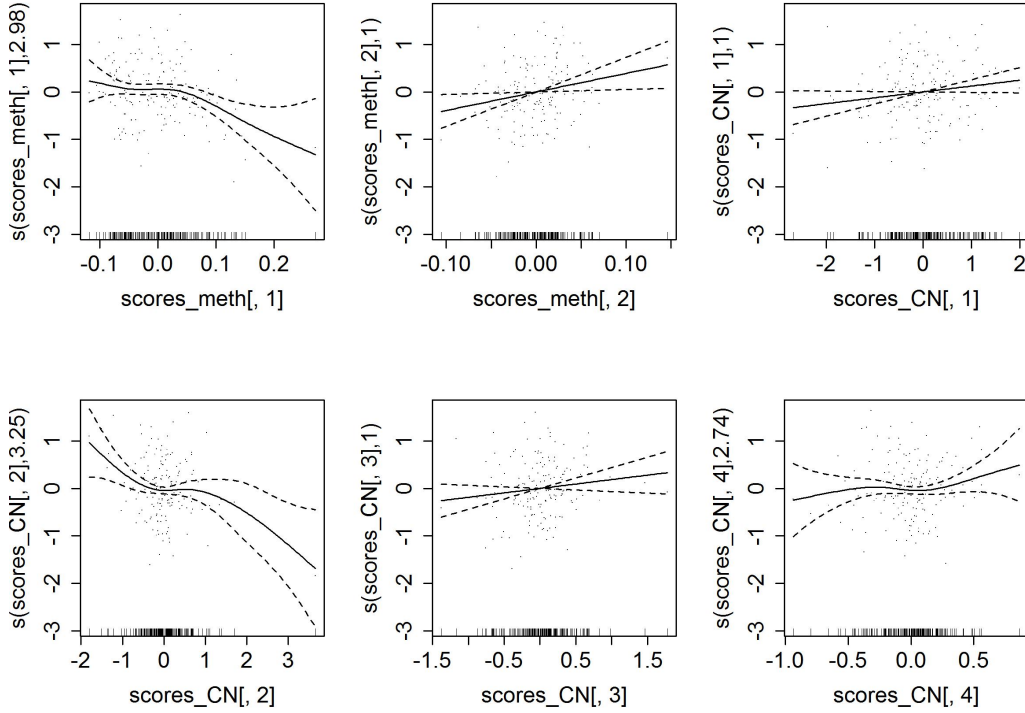 s(scores_meth[, 1],2.98)
1
0
-1
-2
-3
-0.1 0.0 0.1 0.2
scores_meth[, 1]
s(scores_meth[, 2],1)
1
0
-1
-2
-3
-0.10 0.00 0.10
scores_meth[, 2]
s(scores_CN[, 1],1)
1
0
-1
-2
-3
-2 -1 0 1 2
scores_CN[, 1]
s(scores_CN[, 2],3.25)
1
0
-1
-2
-3
-2 -1 0 1 2 3
scores_CN[, 2]
s(scores_CN[, 3],1)
1
0
-1
-2
-3
-1.5 -0.5 0.5 1.5
scores_CN[, 3]
s(scores_CN[, 4],2.74)
1
0
-1
-2
-3
-1.0 -0.5 0.0 0.5
scores_CN[, 4]